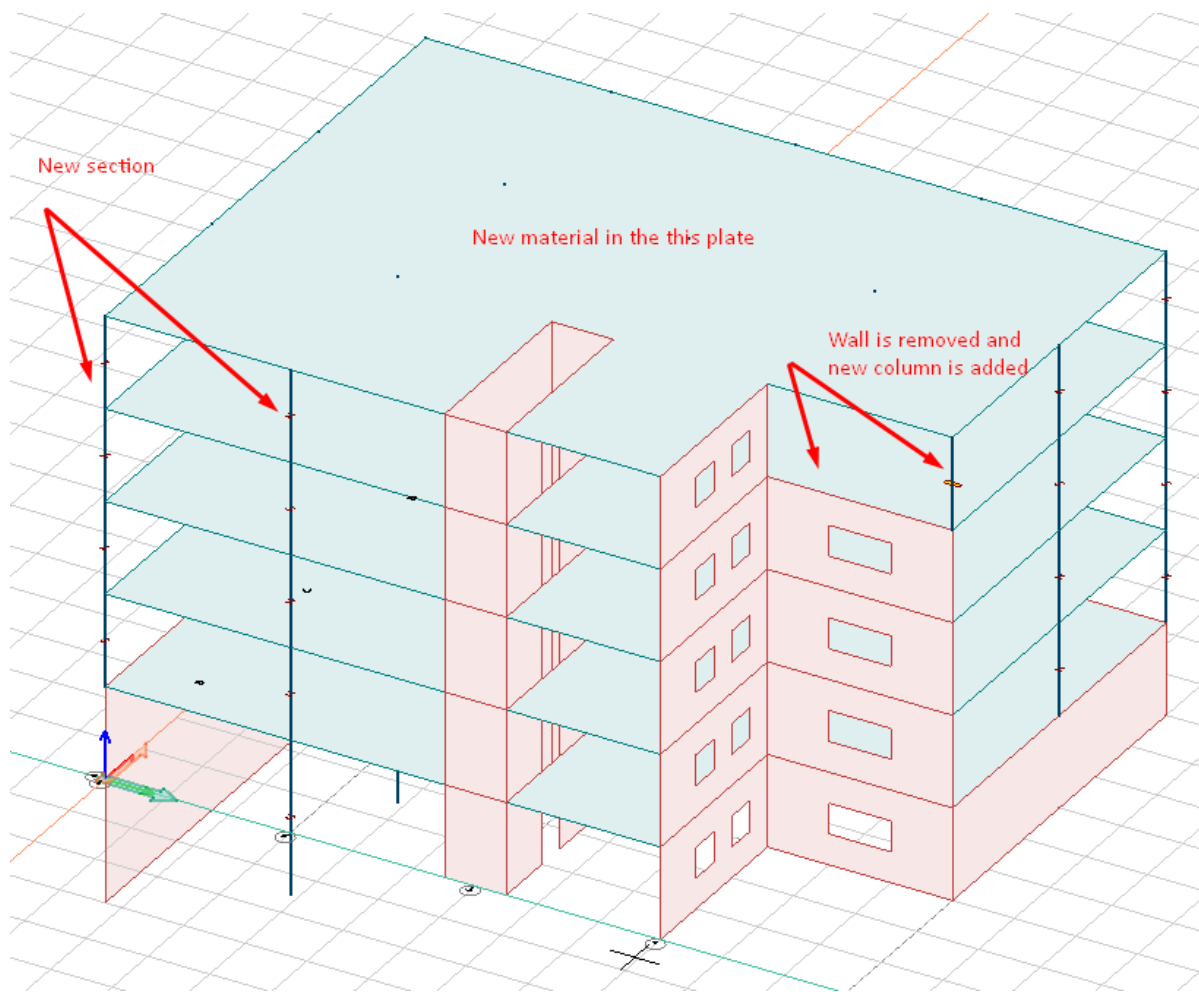 New section
New material in the this plate
Wall is removed and
new column is added